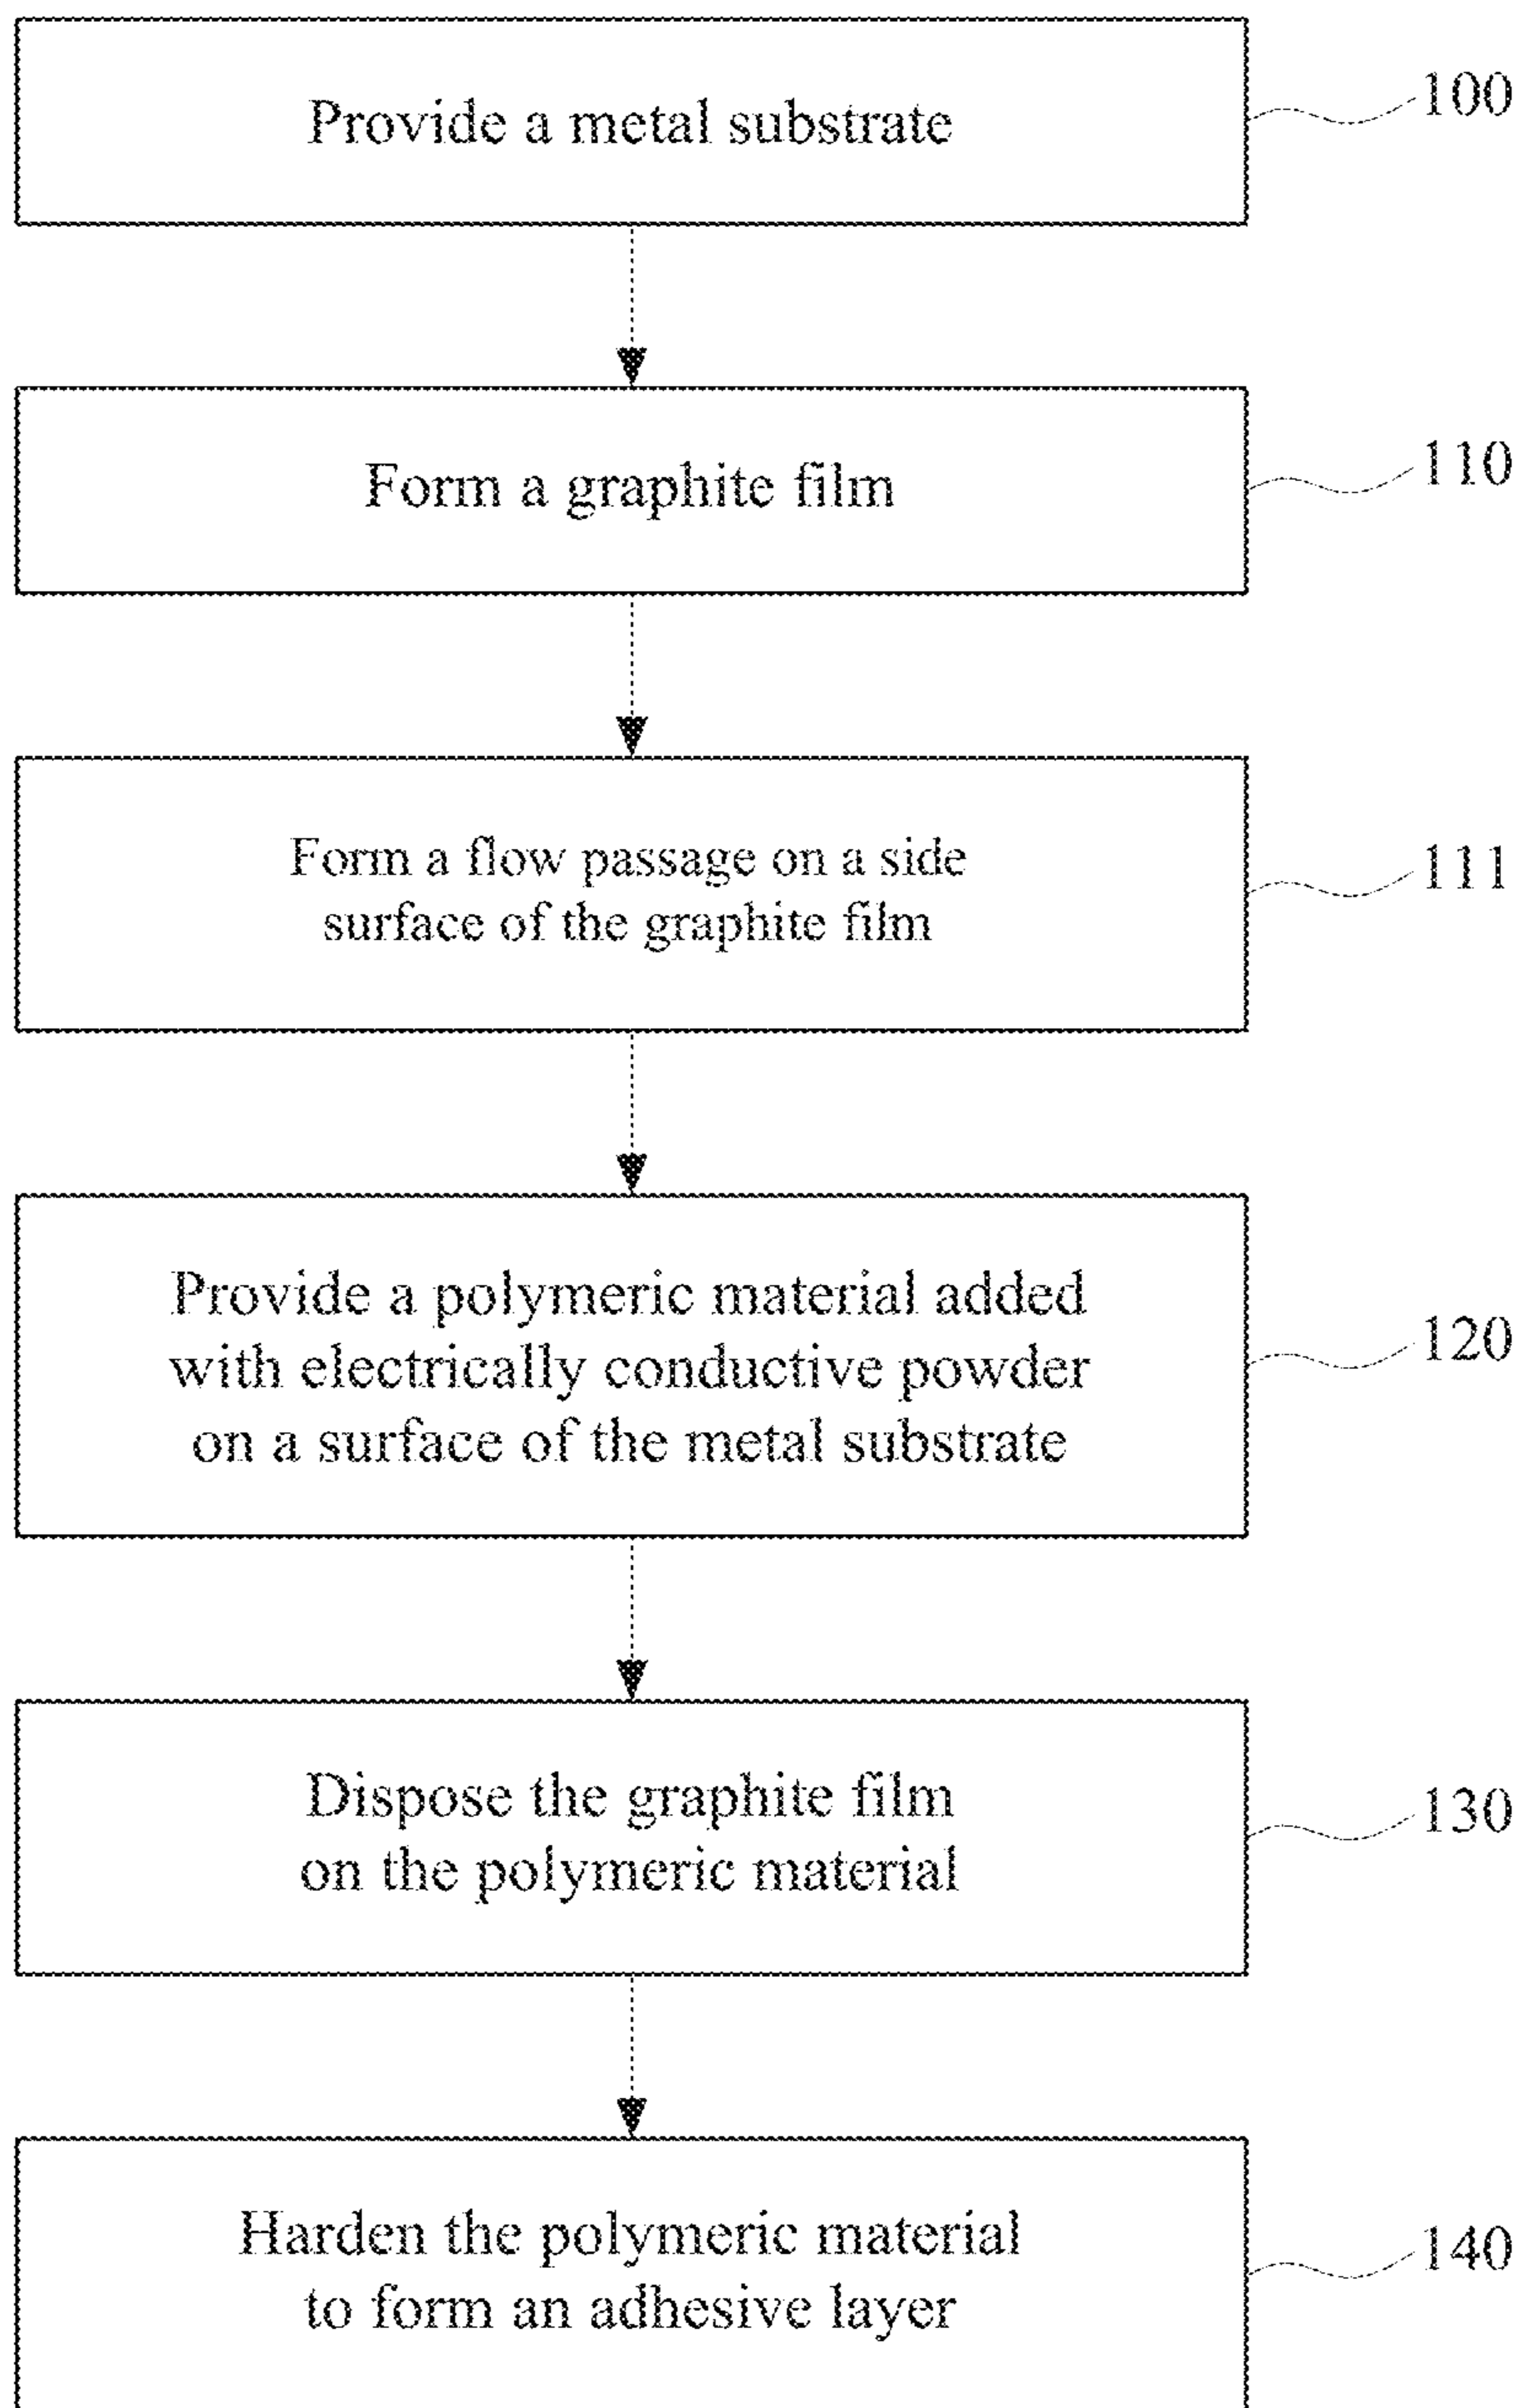 Provide a metal substrate
100
Form a graphite film
110
Form a flow passage on a side
surface of the graphite film
111
Provide a polymeric material added
with electrically conductive powder
on a surface of the metal substrate
120
Dispose the graphite film
on the polymeric material
130
Harden the polymeric material
to form an adhesive layer
140